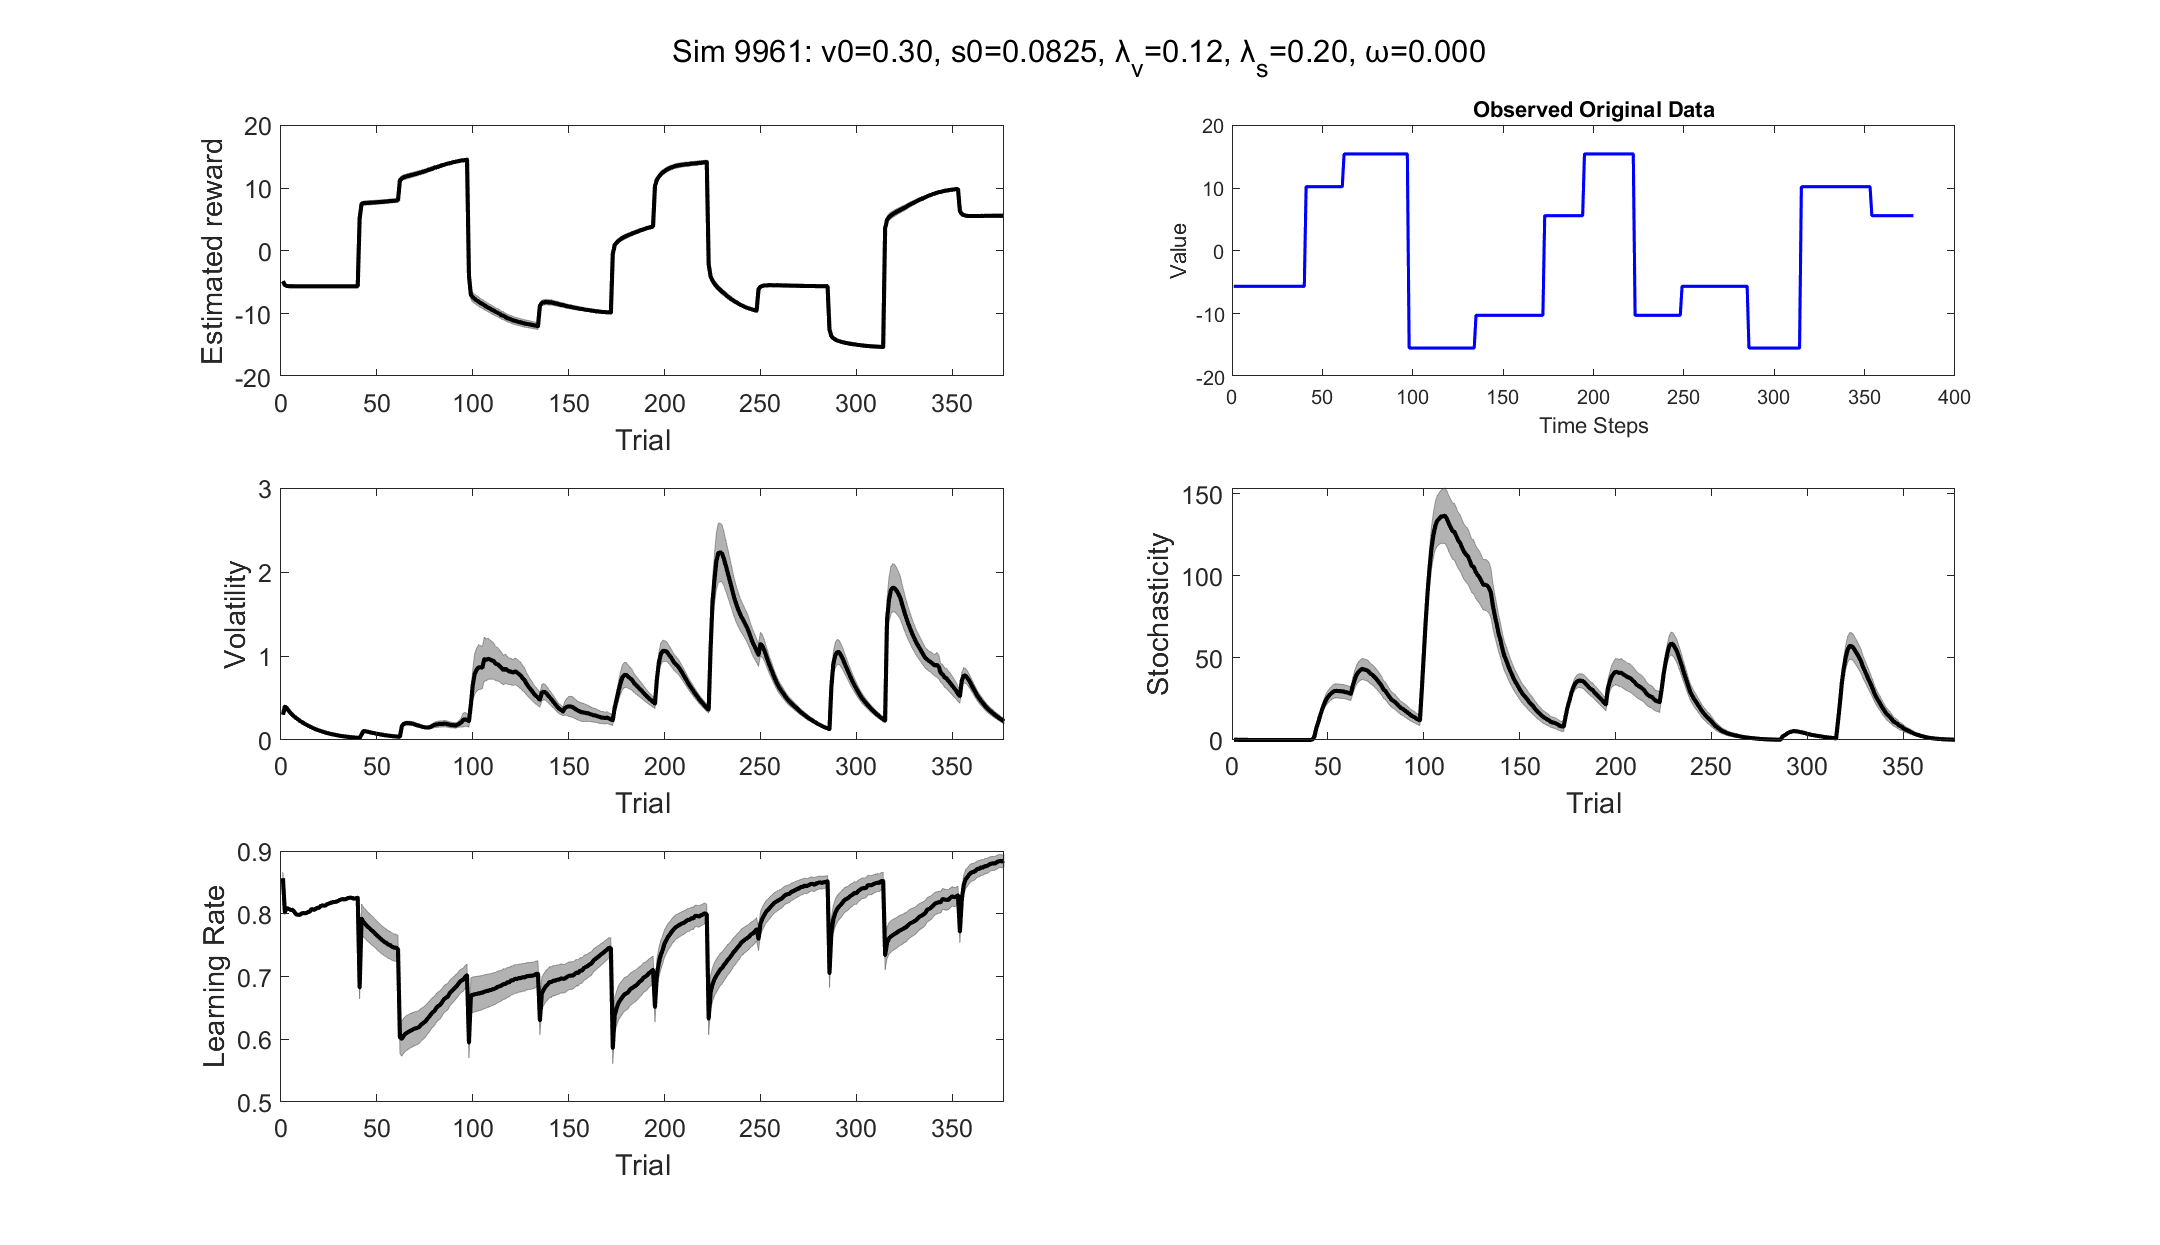 Sim 9961: v0=0.30, s0=0.0825, λv=0.12, λs=0.20, ω=0.000
Estimated reward
20
10
0
-10
-20
0 50 100 150 200 250 300 350
Trial
Observed Original Data
Value
20
10
0
-10
-20
0 50 100 150 200 250 300 350 400
Time Steps
Volatility
3
2
1
0
0 50 100 150 200 250 300 350
Trial
Stochasticity
150
100
50
0
0 50 100 150 200 250 300 350
Trial
Learning Rate
0.9
0.8
0.7
0.6
0.5
0 50 100 150 200 250 300 350
Trial